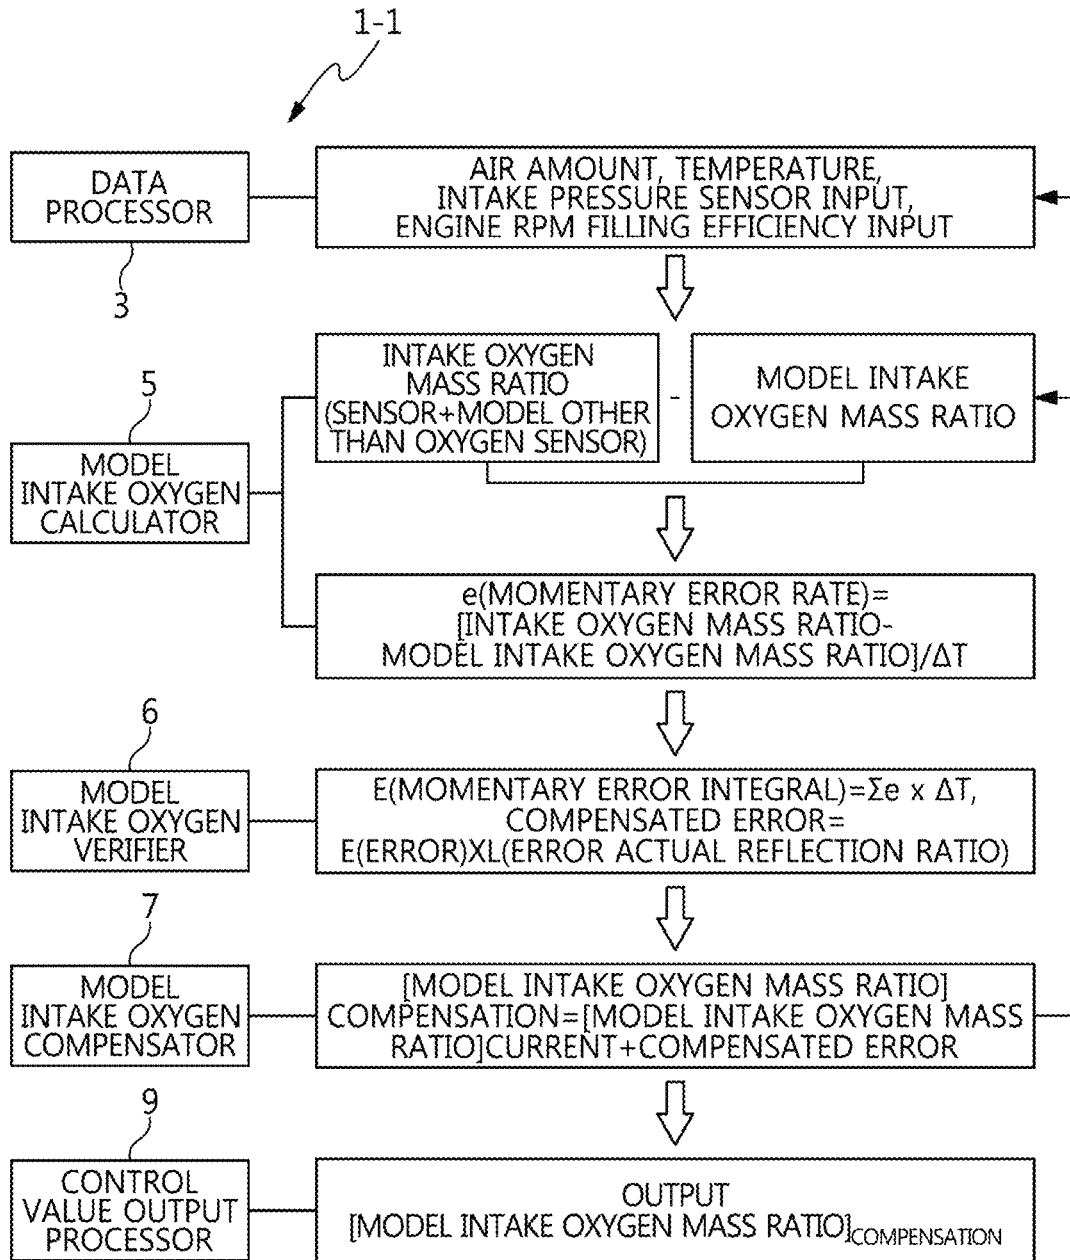 1-1
DATA
PROCESSOR
3
AIR AMOUNT, TEMPERATURE,
INTAKE PRESSURE SENSOR INPUT,
ENGINE RPM FILLING EFFICIENCY INPUT
5
MODEL
INTAKE OXYGEN
CALCULATOR
INTAKE OXYGEN
MASS RATIO
(SENSOR+MODEL OTHER
THAN OXYGEN SENSOR)
-
MODEL INTAKE
OXYGEN MASS RATIO
e(MOMENTARY ERROR RATE)=
[INTAKE OXYGEN MASS RATIO-
MODEL INTAKE OXYGEN MASS RATIO]/ΔT
6
MODEL
INTAKE OXYGEN
VERIFIER
E(MOMENTARY ERROR INTEGRAL)=Σe x ΔT,
COMPENSATED ERROR=
E(ERROR)XL(ERROR ACTUAL REFLECTION RATIO)
7
MODEL
INTAKE OXYGEN
COMPENSATOR
[MODEL INTAKE OXYGEN MASS RATIO]
COMPENSATION=[MODEL INTAKE OXYGEN MASS
RATIO]CURRENT+COMPENSATED ERROR
9
CONTROL
VALUE OUTPUT
PROCESSOR
OUTPUT
[MODEL INTAKE OXYGEN MASS RATIO]COMPENSATION